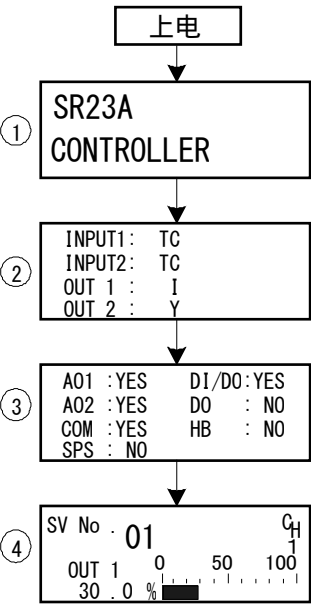 上电
① SR23A
CONTROLLER
② INPUT1: TC
INPUT2: TC
OUT 1 : I
OUT 2 : Y
③ AO1 :YES DI/DO:YES
AO2 :YES DO : NO
COM :YES HB : NO
SPS : NO
④ SV No . 01 CH1
OUT 1 0 50 100
30 .0 %